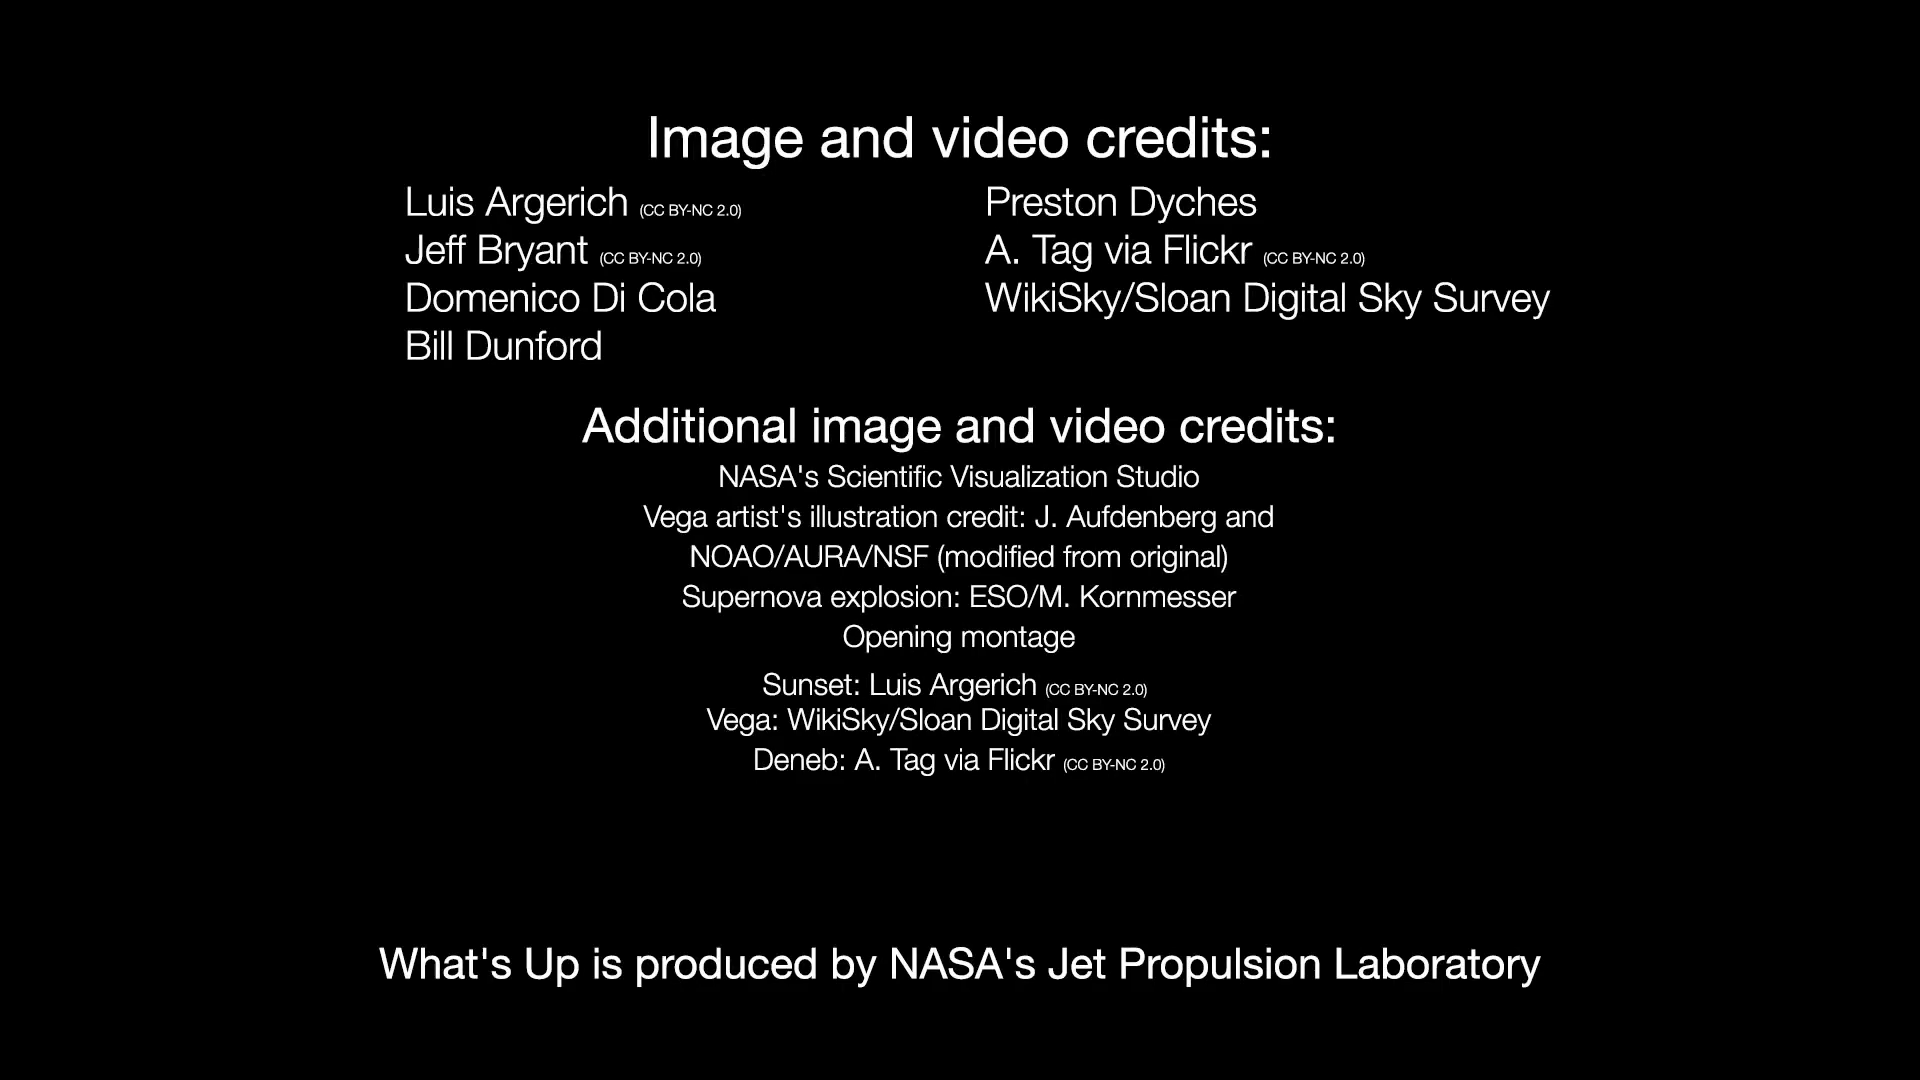 Image and video credits:
Luis Argerich (CC BY-NC 2.0)
Jeff Bryant (CC BY-NC 2.0)
Domenico Di Cola
Bill Dunford
Preston Dyches
A. Tag via Flickr (CC BY-NC 2.0)
WikiSky/Sloan Digital Sky Survey
Additional image and video credits:
NASA's Scientific Visualization Studio
Vega artist's illustration credit: J. Aufdenberg and
NOAO/AURA/NSF (modified from original)
Supernova explosion: ESO/M. Kornmesser
Opening montage
Sunset: Luis Argerich (CC BY-NC 2.0)
Vega: WikiSky/Sloan Digital Sky Survey
Deneb: A. Tag via Flickr (CC BY-NC 2.0)
What's Up is produced by NASA's Jet Propulsion Laboratory